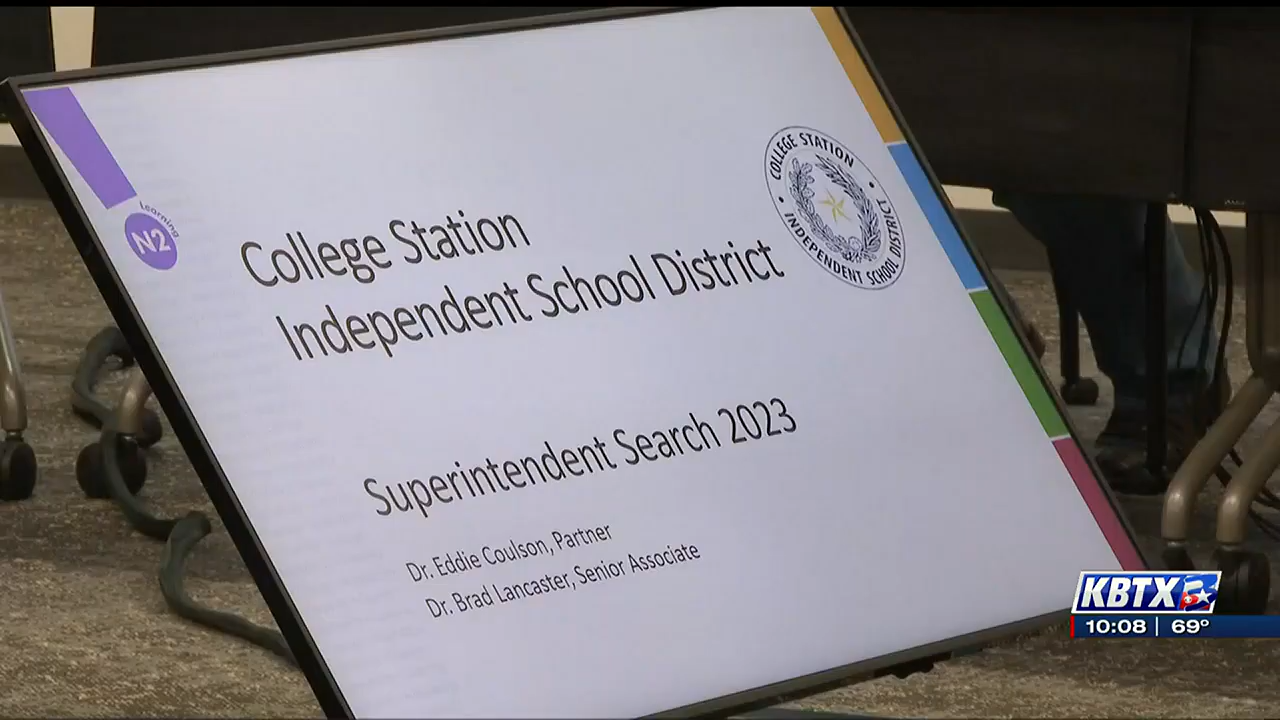 Learning
N2
College Station
Independent School District
COLLEGE STATION
INDEPENDENT SCHOOL DISTRICT
Superintendent Search 2023
Dr. Eddie Coulson, Partner
Dr. Brad Lancaster, Senior Associate
KBTX
10:08 | 69°